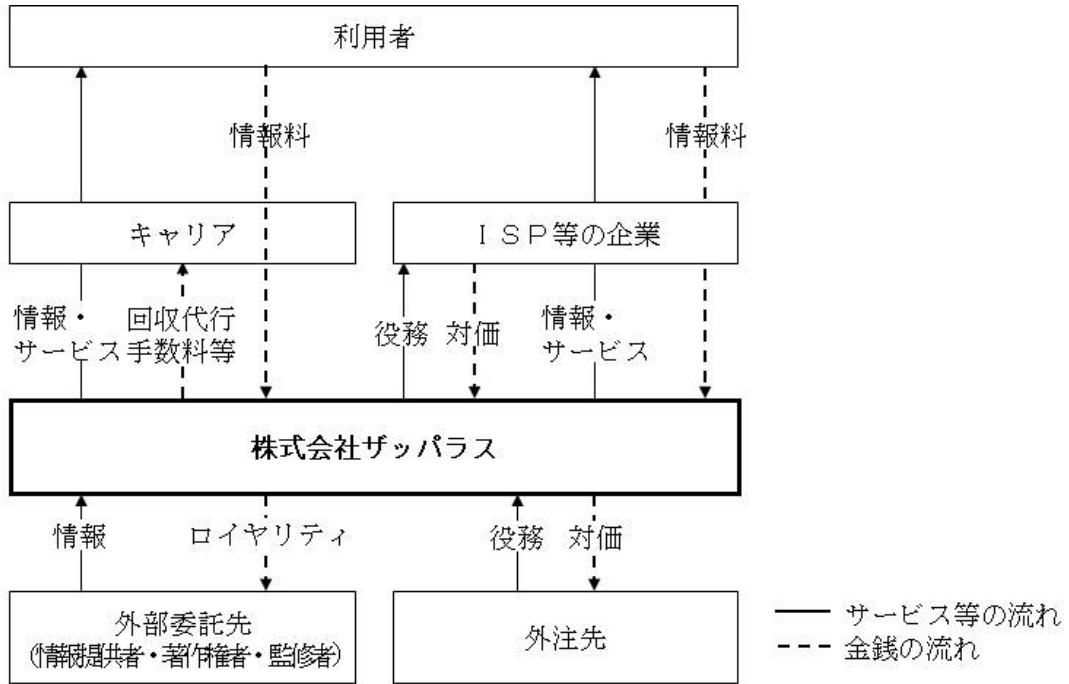 利用者
情報料
情報料
キャリア
ＩＳＰ等の企業
情報・
サービス
回収代行
手数料等
役務
対価
情報・
サービス
株式会社ザッパラス
情報
ロイヤリティ
役務
対価
外部委託先
(情報提供者・著作権者・監修者)
外注先
サービス等の流れ
金銭の流れ